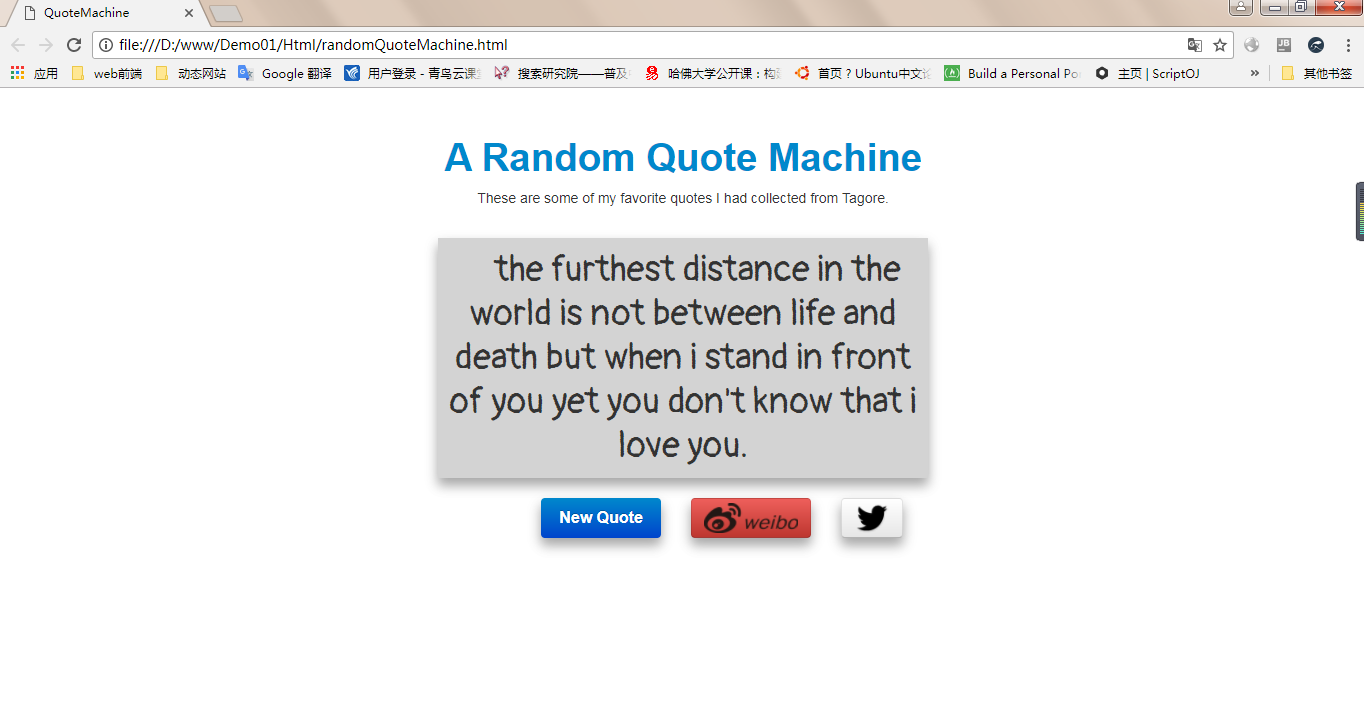 QuoteMachine
file:///D:/www/Demo01/Html/randomQuoteMachine.html
JB
应用 web前端 动态网站 Google 翻译 用户登录 - 青鸟云课 搜索研究院——普及 哈佛大学公开课：构 首页 ? Ubuntu中文 Build a Personal Po 主页 | ScriptOJ » 其他书签
A Random Quote Machine
These are some of my favorite quotes I had collected from Tagore.
the furthest distance in the
world is not between life and
death but when i stand in front
of you yet you don't know that i
love you.
New Quote weibo